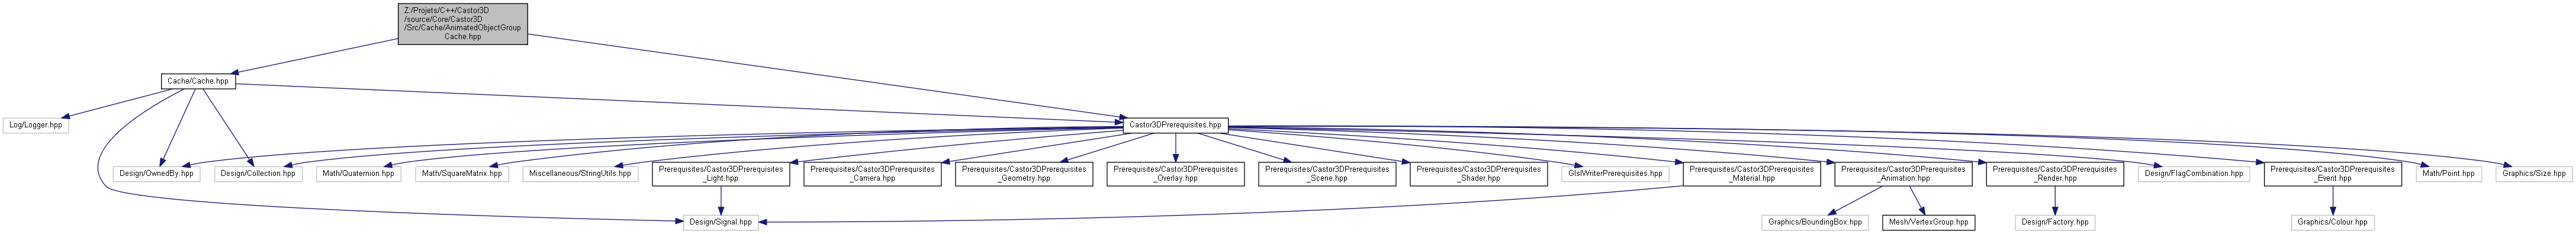 Z:/Projets/C++/Castor3D
/source/Core/Castor3D
/Src/Cache/AnimatedObjectGroup
Cache.hpp
Cache/Cache.hpp
Log/Logger.hpp
Castor3DPrerequisites.hpp
Design/OwnedBy.hpp
Design/Collection.hpp
Math/Quaternion.hpp
Math/SquareMatrix.hpp
Miscellaneous/StringUtils.hpp
Prerequisites/Castor3DPrerequisites
_Light.hpp
Prerequisites/Castor3DPrerequisites
_Camera.hpp
Prerequisites/Castor3DPrerequisites
_Geometry.hpp
Prerequisites/Castor3DPrerequisites
_Overlay.hpp
Prerequisites/Castor3DPrerequisites
_Scene.hpp
Prerequisites/Castor3DPrerequisites
_Shader.hpp
GlslWriterPrerequisites.hpp
Prerequisites/Castor3DPrerequisites
_Material.hpp
Prerequisites/Castor3DPrerequisites
_Animation.hpp
Prerequisites/Castor3DPrerequisites
_Render.hpp
Design/FlagCombination.hpp
Prerequisites/Castor3DPrerequisites
_Event.hpp
Math/Point.hpp
Graphics/Size.hpp
Design/Signal.hpp
Graphics/BoundingBox.hpp
Mesh/VertexGroup.hpp
Design/Factory.hpp
Graphics/Colour.hpp